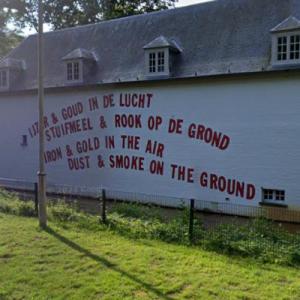 IJZER & GOUD IN DE LUCHT
STUIFMEEL & ROOK OP DE GROND
IRON & GOLD IN THE AIR
DUST & SMOKE ON THE GROUND